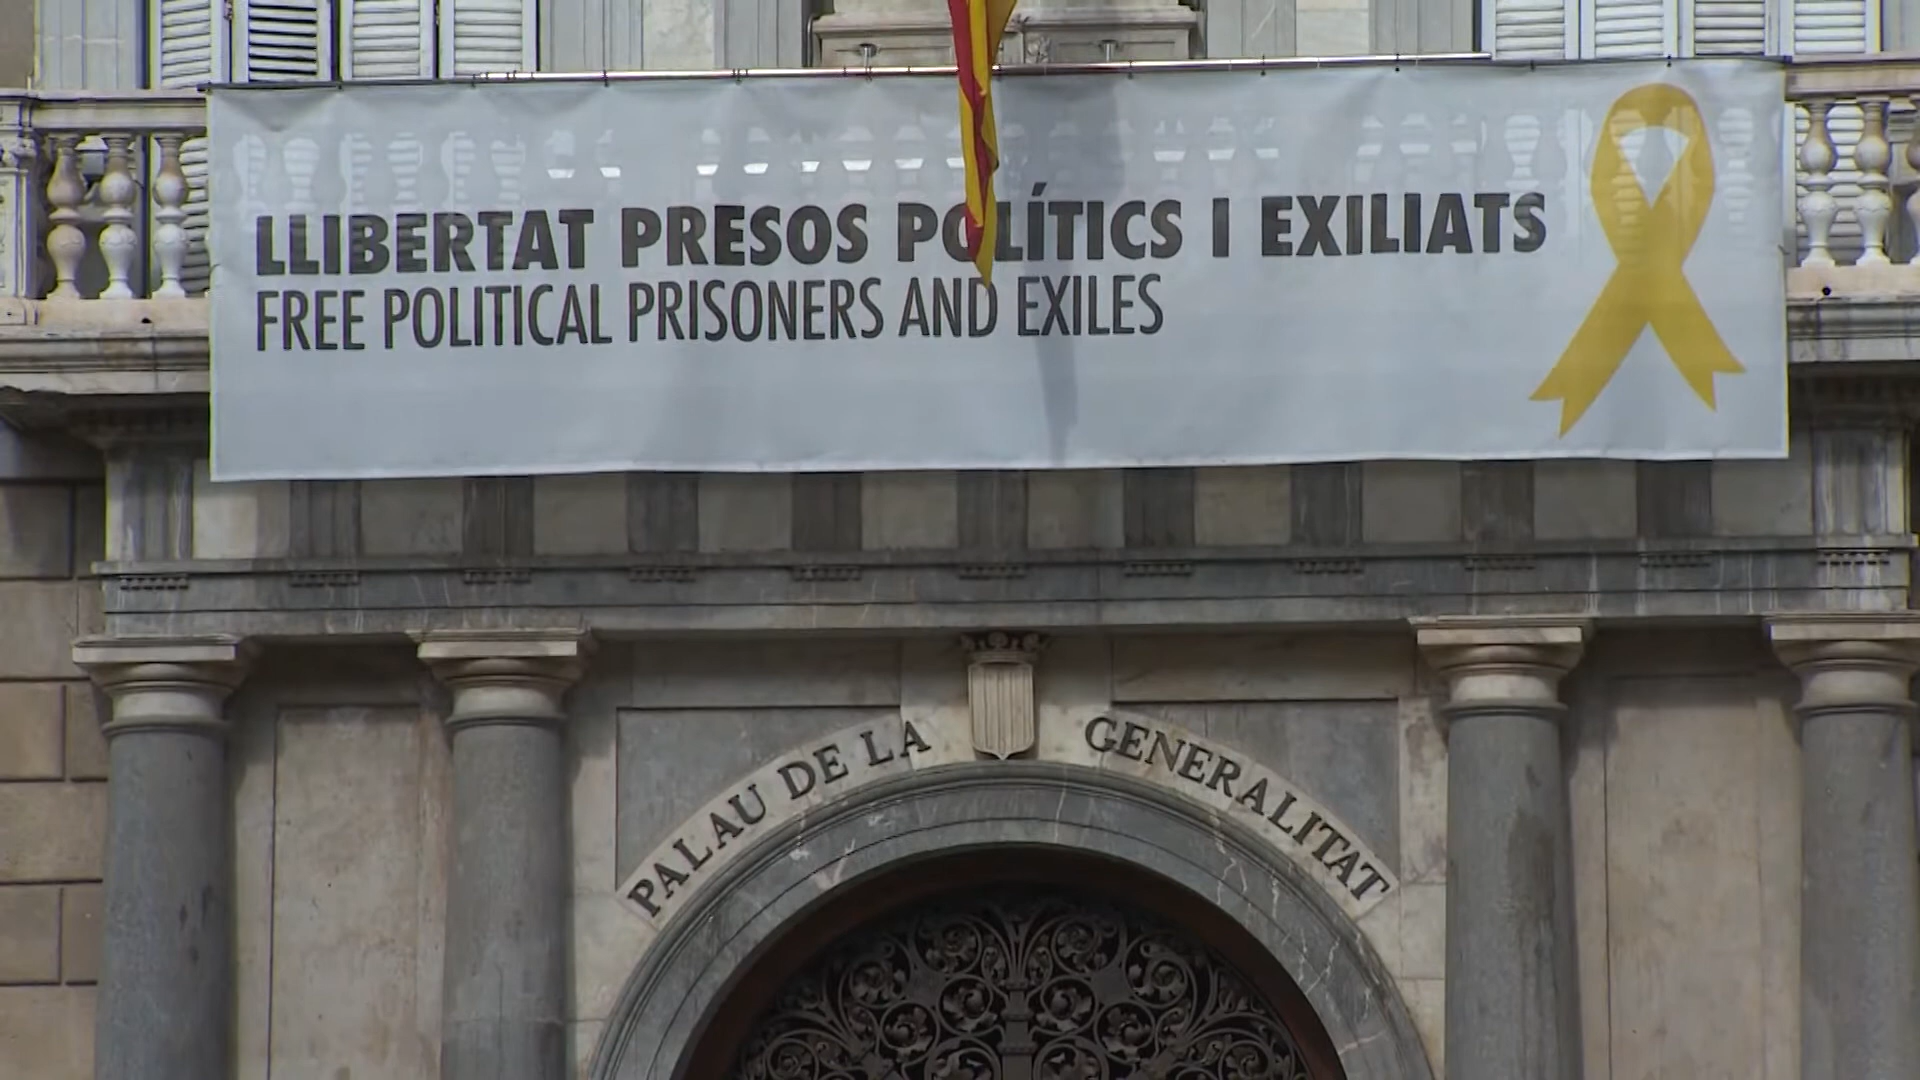 LLIBERTAT PRESOS POLÍTICS I EXILIATS
FREE POLITICAL PRISONERS AND EXILES
PALAU DE LA GENERALITAT